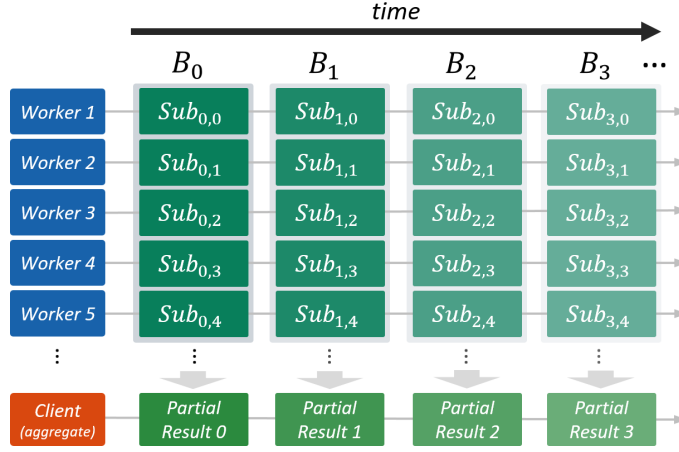 time
B₀ B₁ B₂ B₃ ...
Worker 1 Sub₀,₀ Sub₁,₀ Sub₂,₀ Sub₃,₀
Worker 2 Sub₀,₁ Sub₁,₁ Sub₂,₁ Sub₃,₁
Worker 3 Sub₀,₂ Sub₁,₂ Sub₂,₂ Sub₃,₂
Worker 4 Sub₀,₃ Sub₁,₃ Sub₂,₃ Sub₃,₃
Worker 5 Sub₀,₄ Sub₁,₄ Sub₂,₄ Sub₃,₄
⋮ ⋮ ⋮ ⋮ ⋮
Client Partial Partial Partial Partial
(aggregate) Result 0 Result 1 Result 2 Result 3